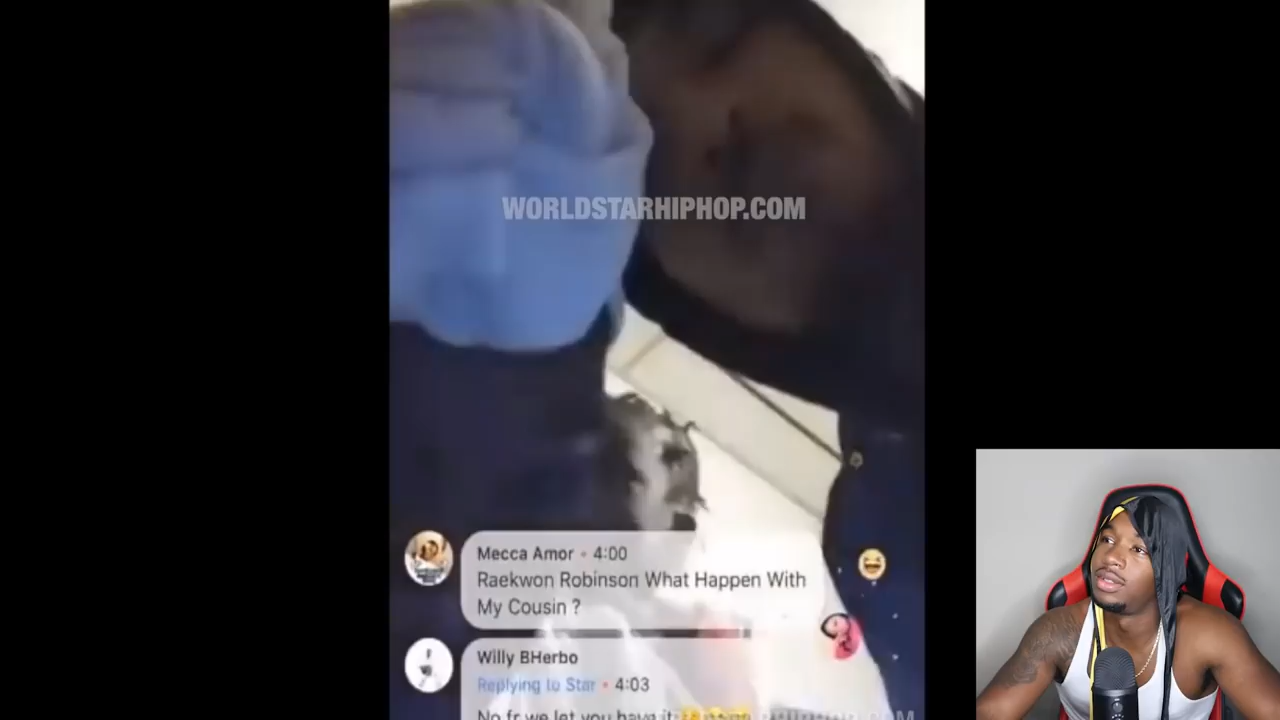 WORLDSTARHIPHOP.COM
Mecca Amor • 4:00
Raekwon Robinson What Happen With
My Cousin ?
Willy BHerbo
Replying to Star • 4:03
No fr we let you have it